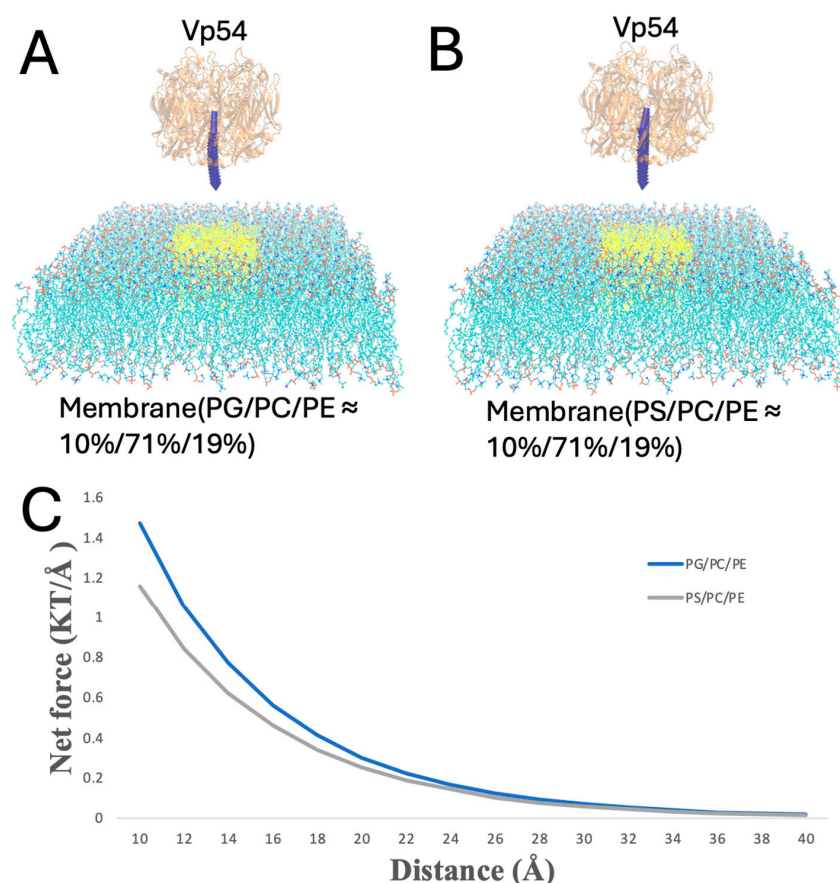 A
Vp54
Membrane(PG/PC/PE ≈
10%/71%/19%)
B
Vp54
Membrane(PS/PC/PE ≈
10%/71%/19%)
C
Net force (KT/Å )
1.6
1.4
1.2
1
0.8
0.6
0.4
0.2
0
PG/PC/PE
PS/PC/PE
10 12 14 16 18 20 22 24 26 28 30 32 34 36 38 40
Distance (Å)